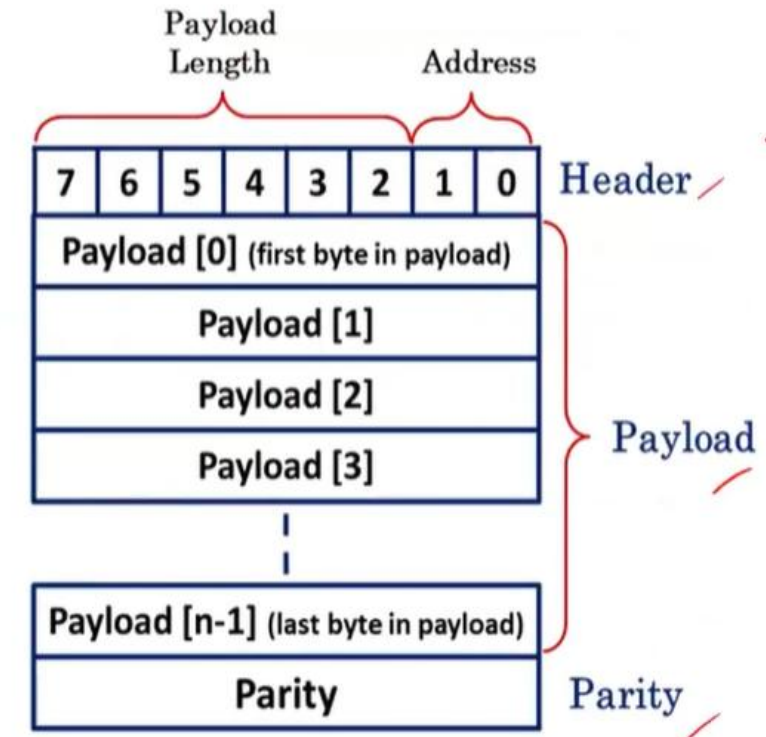 Payload
Length
Address
7 6 5 4 3 2 1 0
Header
Payload [0] (first byte in payload)
Payload [1]
Payload [2]
Payload [3]
Payload
Payload [n-1] (last byte in payload)
Parity
Parity